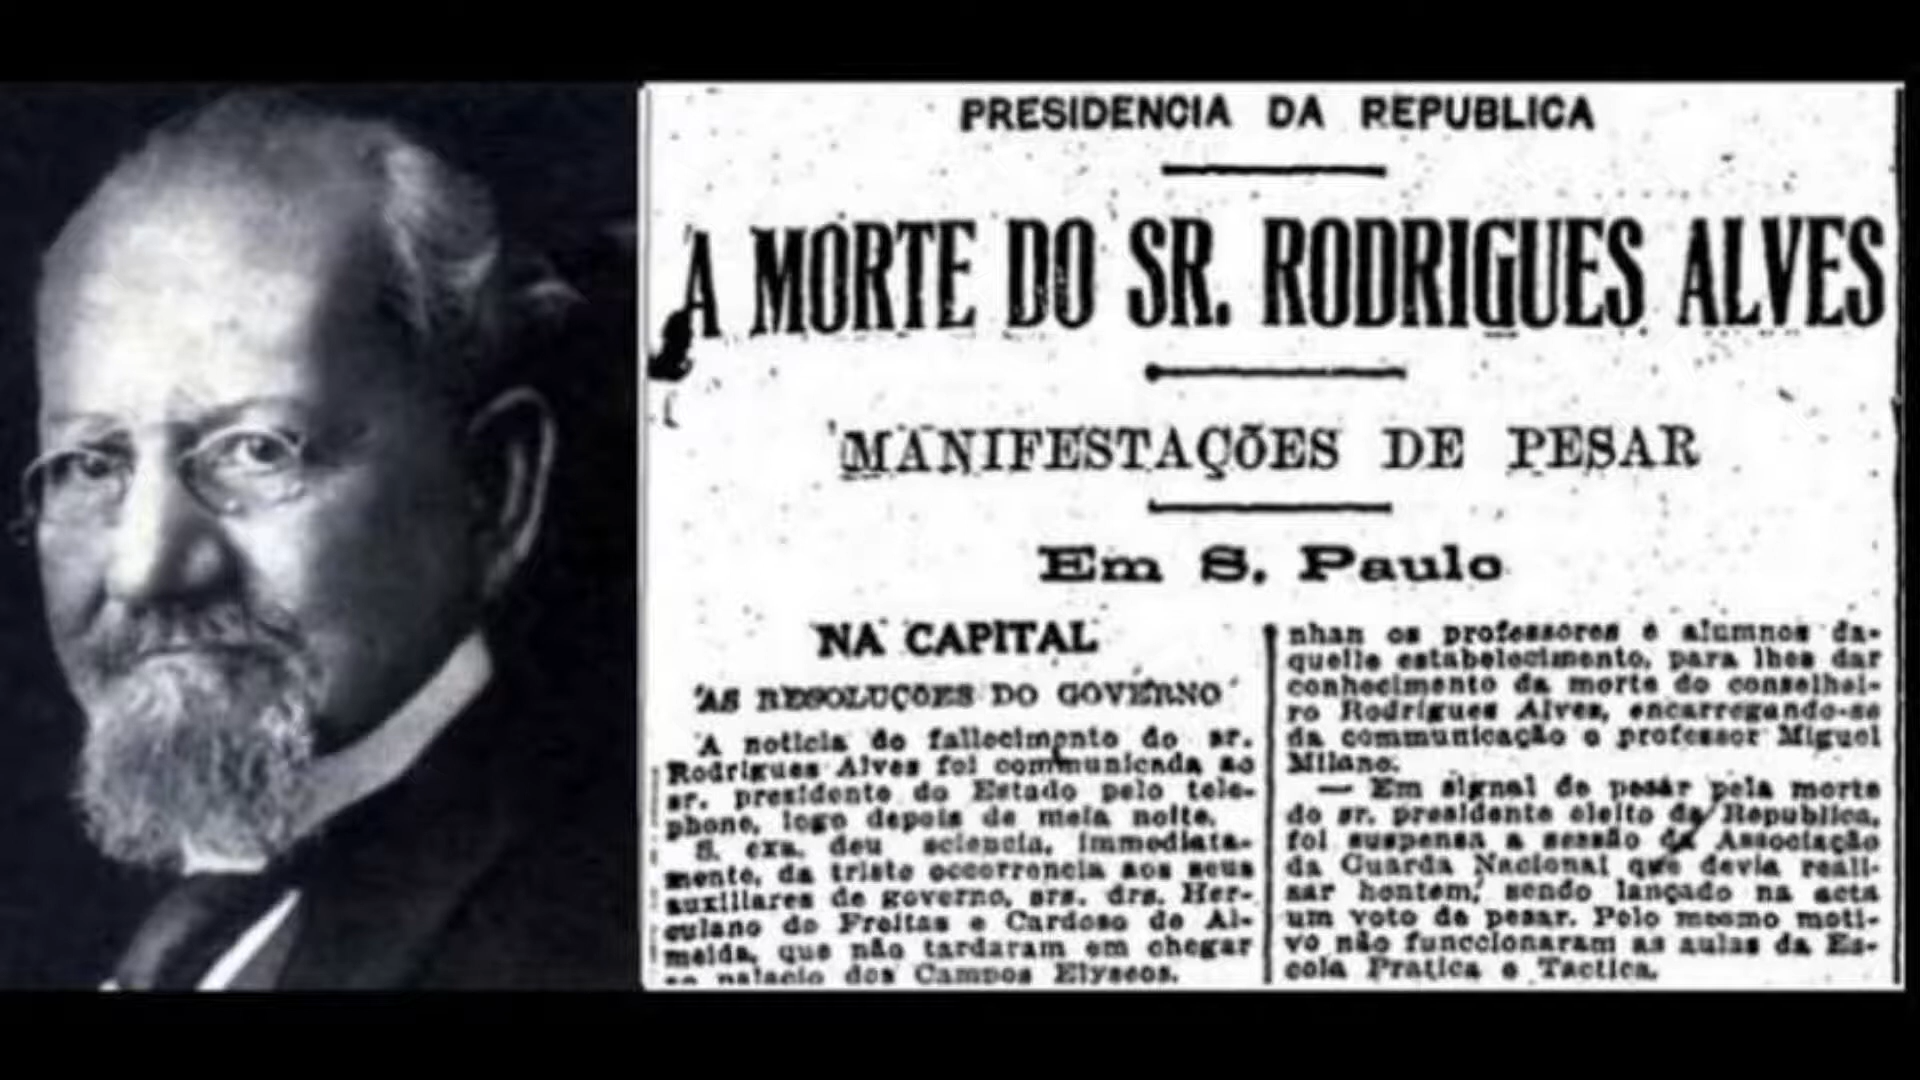 PRESIDENCIA DA REPUBLICA
A MORTE DO SR. RODRIGUES ALVES
MANIFESTAÇÕES DE PESAR
Em S. Paulo
NA CAPITAL
AS RESOLUÇÕES DO GOVERNO
A noticia do fallecimento do sr.
Rodrigues Alves foi communicada ao
sr. presidente do Estado pelo tele-
phone, logo depois de meia noite.
S. exa. deu sciencia, immediata-
mente, da triste occorrencia aos seus
auxiliares de governo, srs. drs. Her-
culano de Freitas e Cardoso de Al-
meida, que não tardaram em chegar
ao palacio dos Campos Elyseos.
nhan os professores e alumnos da-
quelle estabelecimento, para lhes dar
conhecimento da morte do conselhei-
ro Rodrigues Alves, encarregando-se
da communicação o professor Miguel
Milano.
— Em signal de pesar pela morte
do sr. presidente eleito da Republica,
foi suspensa a sessão da Associação
da Guarda Nacional que devia reali-
sar hontem, sendo lançado na acta
um voto de pesar. Pelo mesmo moti-
vo não funccionaram as aulas da Es-
cola Pratica e Tactica.